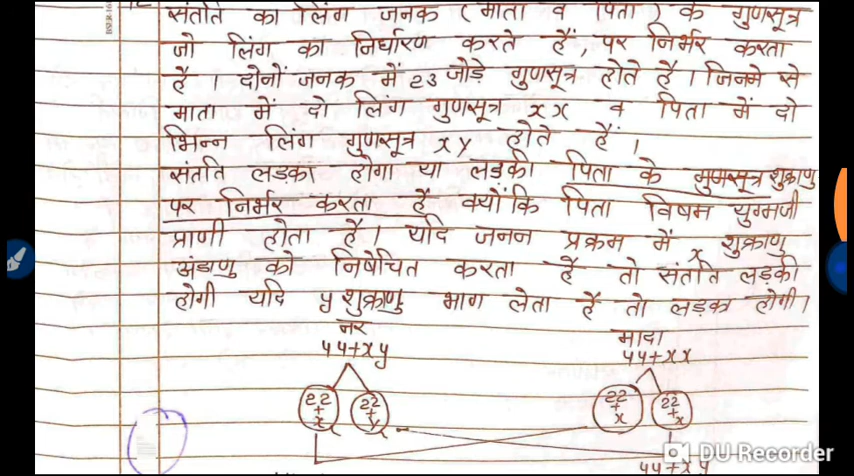 संतति का लिंग जनक (माता व पिता) के गुणसूत्र
जो लिंग का निर्धारण करते हैं, पर निर्भर करता
है। दोनों जनक में 23 जोड़े गुणसूत्र होते है। जिनमे से
माता में दो लिंग गुणसूत्र xx व पिता में दो
भिन्न लिंग गुणसूत्र xy होते हैं।
संतति लड़का होगा या लड़की पिता के गुणसूत्र शुक्राणु
पर निर्भर करता है क्योंकि पिता विषम युग्मजी
प्राणी होता है। यदि जनन प्रक्रम में x शुक्राणु
अंडाणु को निषेचित करता है तो संतति लड़की
होगी यदि y शुक्राणु भाग लेता है तो लड़का होगी।
नर मादा
44+xy 44+xx
22+x 22+y 22+x 22+x
DU Recorder
44+xy